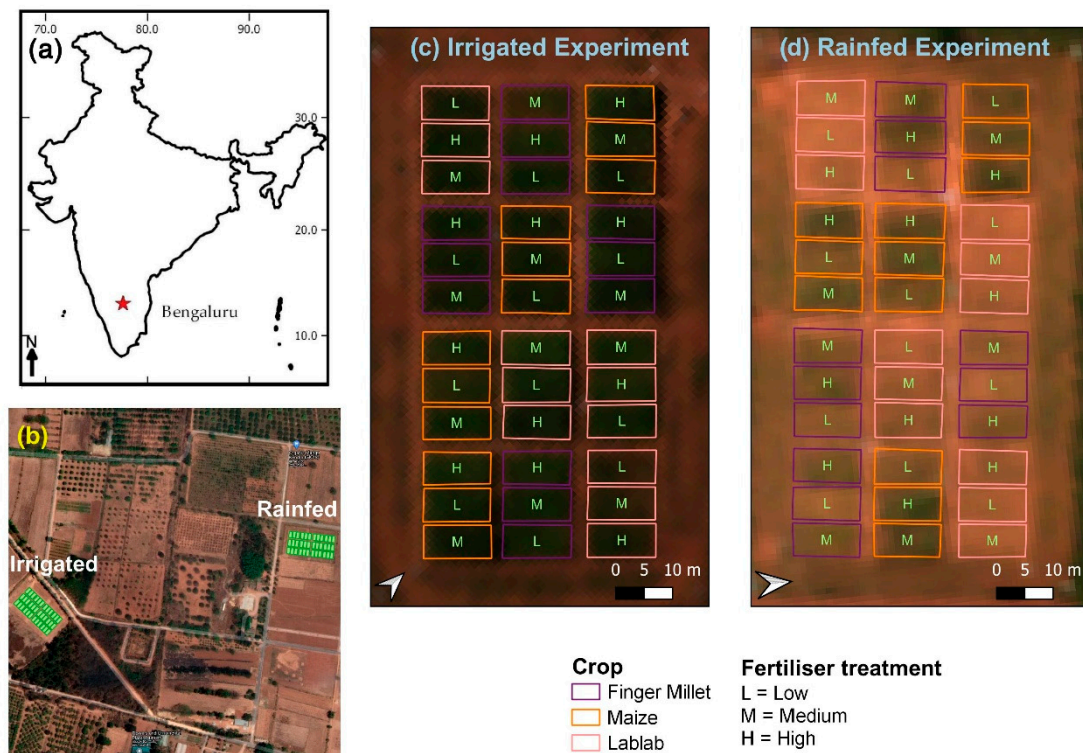 (a)
70.0
80.0
90.0
30.0
20.0
10.0
Bengaluru
N
(b)
Rainfed
Irrigated
(c) Irrigated Experiment
L M H
H H M
M L L
H H H
L M L
M L M
H M M
L L H
M H L
H H L
L M M
M L H
0 5 10 m
(d) Rainfed Experiment
M M L
L H M
H L H
H H L
L M M
M L H
M L M
H M L
L H H
H L H
L H L
M M M
0 5 10 m
Crop
Finger Millet
Maize
Lablab
Fertiliser treatment
L = Low
M = Medium
H = High